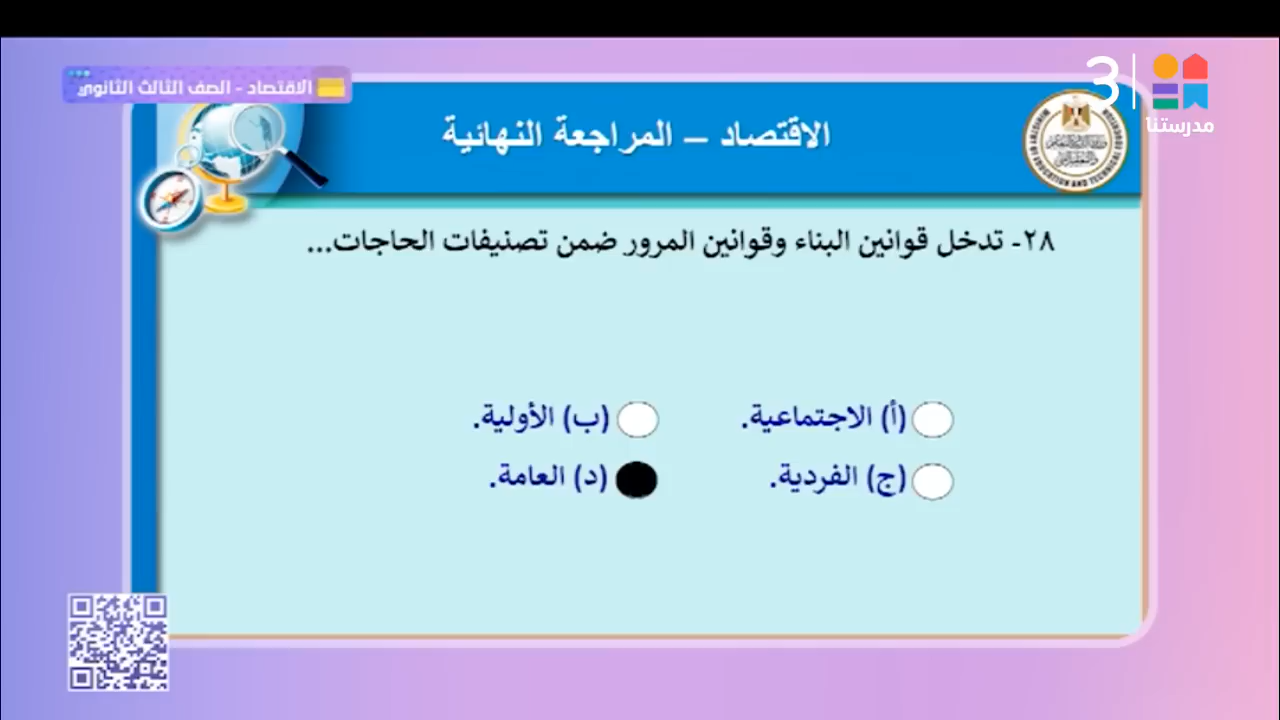 الاقتصاد - الصف الثالث الثانوي
3
مدرستنا
الاقتصاد – المراجعة النهائية
٢٨- تدخل قوانين البناء وقوانين المرور ضمن تصنيفات الحاجات...
(أ) الاجتماعية.
(ب) الأولية.
(ج) الفردية.
(د) العامة.